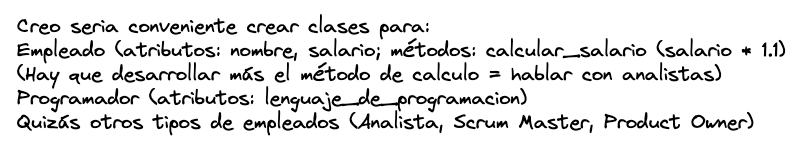 Creo seria conveniente crear clases para:
Empleado (atributos: nombre, salario; métodos: calcular_salario (salario * 1.1)
(Hay que desarrollar más el método de calculo = hablar con analistas)
Programador (atributos: lenguaje_de_programacion)
Quizás otros tipos de empleados (Analista, Scrum Master, Product Owner)